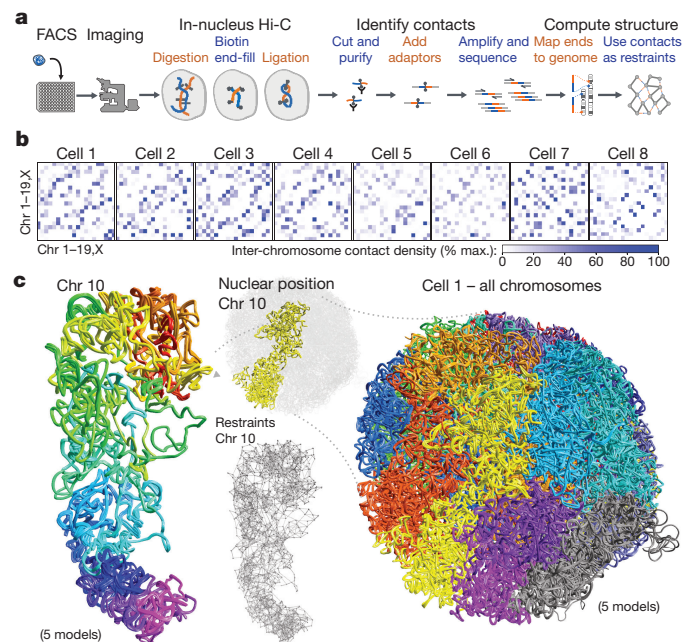 a
FACS
Imaging
In-nucleus Hi-C
Digestion
Biotin
end-fill
Ligation
Identify contacts
Cut and
purify
Add
adaptors
Amplify and
sequence
Compute structure
Map ends
to genome
Use contacts
as restraints
b
Cell 1
Cell 2
Cell 3
Cell 4
Cell 5
Cell 6
Cell 7
Cell 8
Chr 1–19,X
Chr 1–19,X
Inter-chromosome contact density (% max.):
0 20 40 60 80 100
c
Chr 10
(5 models)
Nuclear position
Chr 10
Restraints
Chr 10
Cell 1 – all chromosomes
(5 models)